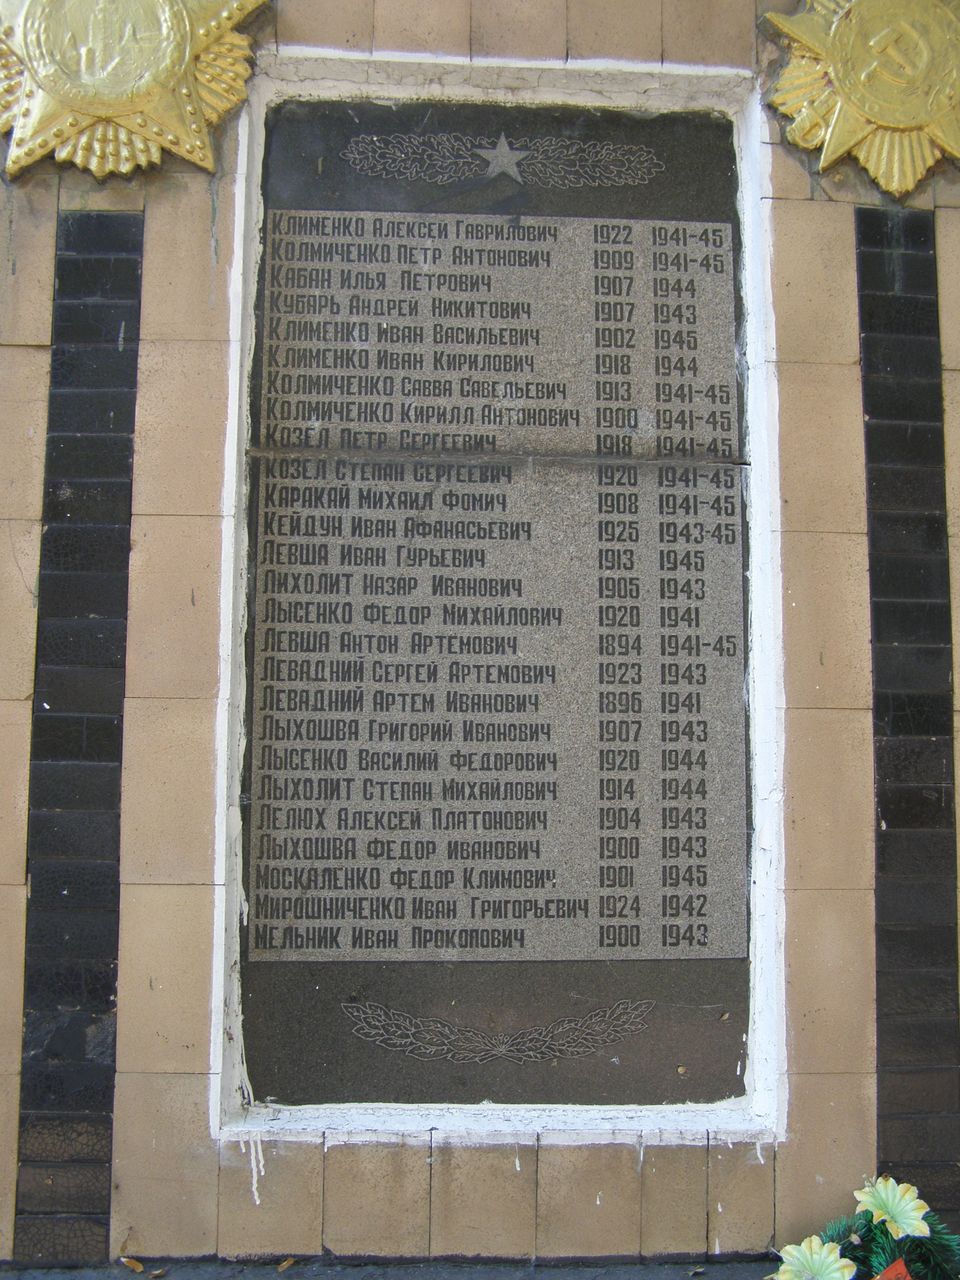 Клименко Алексей Гаврилович 1922 1941-45
Колмиченко Петр Антонович 1909 1941-45
Кабан Илья Петрович 1907 1944
Кубарь Андрей Никитович 1907 1943
Клименко Иван Васильевич 1902 1945
Клименко Иван Кирилович 1918 1944
Колмиченко Савва Савельевич 1913 1941-45
Колмиченко Кирилл Антонович 1900 1941-45
Козел Петр Сергеевич 1918 1941-45
Козел Степан Сергеевич 1920 1941-45
Каракай Михаил Фомич 1908 1941-45
Кейдун Иван Афанасьевич 1925 1943-45
Левша Иван Гурьевич 1913 1945
Лихолит Назар Иванович 1905 1943
Лысенко Федор Михайлович 1920 1941
Левша Антон Артемович 1894 1941-45
Левадний Сергей Артемович 1923 1943
Левадний Артем Иванович 1896 1941
Лыхошва Григорий Иванович 1907 1943
Лысенко Василий Федорович 1920 1944
Лыхолит Степан Михайлович 1914 1944
Лелюх Алексей Платонович 1904 1943
Лыхошва Федор Иванович 1900 1943
Москаленко Федор Климович 1901 1945
Мирошниченко Иван Григорьевич 1924 1942
Мельник Иван Прокопович 1900 1943